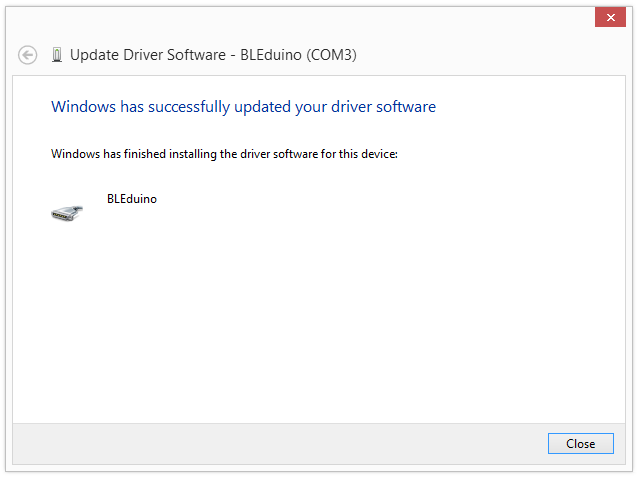 Update Driver Software - BLEduino (COM3)
Windows has successfully updated your driver software
Windows has finished installing the driver software for this device:
BLEduino
Close